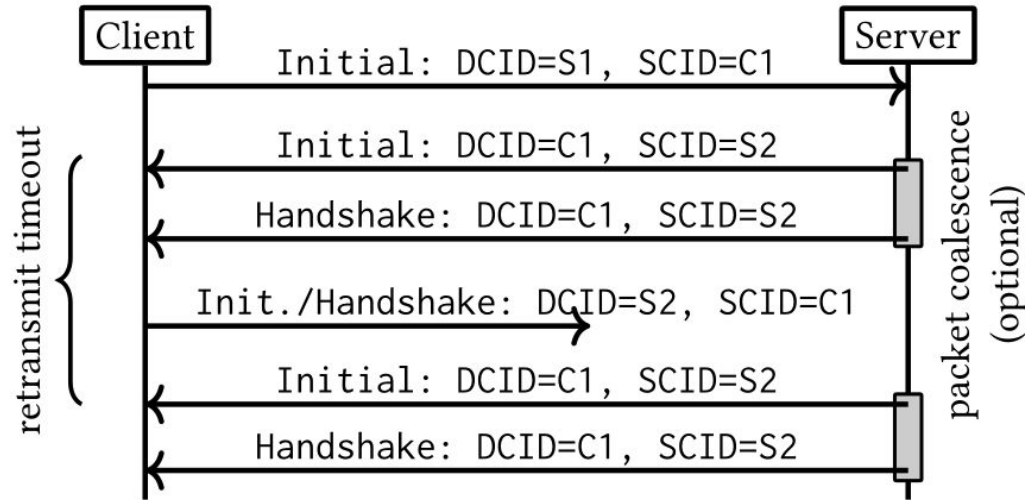 Client
Server
Initial: DCID=S1, SCID=C1
Initial: DCID=C1, SCID=S2
Handshake: DCID=C1, SCID=S2
Init./Handshake: DCID=S2, SCID=C1
Initial: DCID=C1, SCID=S2
Handshake: DCID=C1, SCID=S2
retransmit timeout
packet coalescence
(optional)